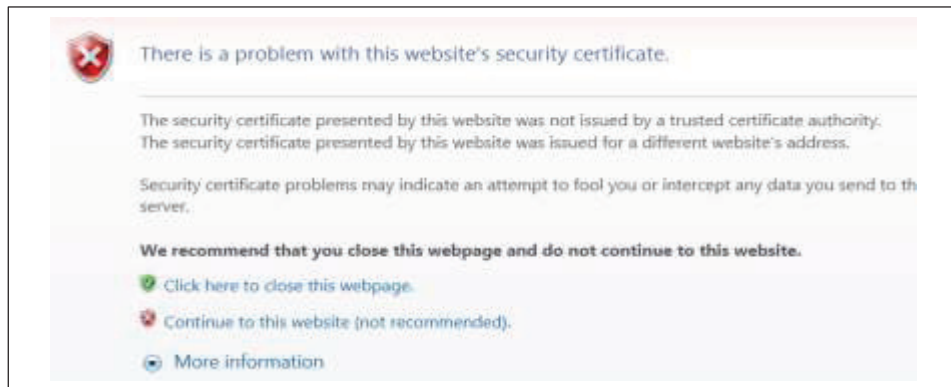 There is a problem with this website's security certificate.
The security certificate presented by this website was not issued by a trusted certificate authority.
The security certificate presented by this website was issued for a different website's address.
Security certificate problems may indicate an attempt to fool you or intercept any data you send to th
server.
We recommend that you close this webpage and do not continue to this website.
Click here to close this webpage.
Continue to this website (not recommended).
More information